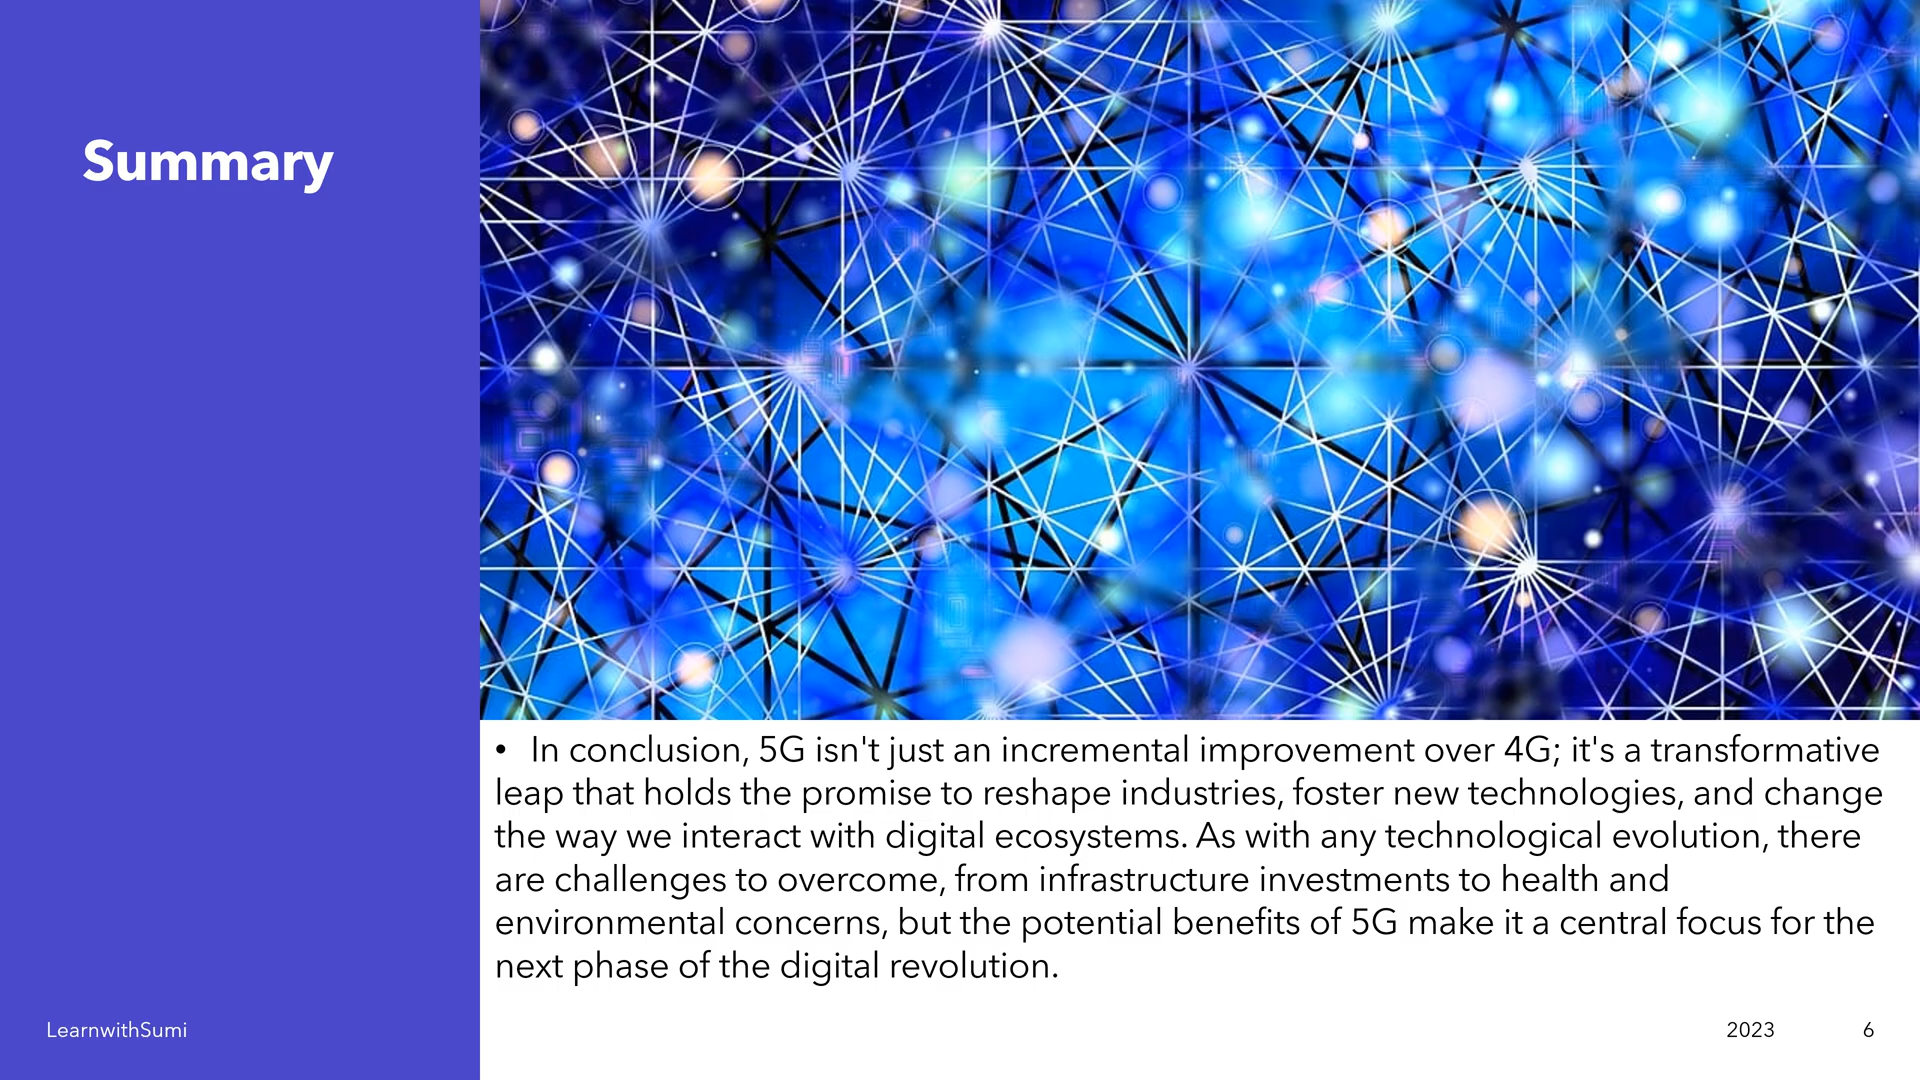 Summary
• In conclusion, 5G isn't just an incremental improvement over 4G; it's a transformative
leap that holds the promise to reshape industries, foster new technologies, and change
the way we interact with digital ecosystems. As with any technological evolution, there
are challenges to overcome, from infrastructure investments to health and
environmental concerns, but the potential benefits of 5G make it a central focus for the
next phase of the digital revolution.
LearnwithSumi
2023
6